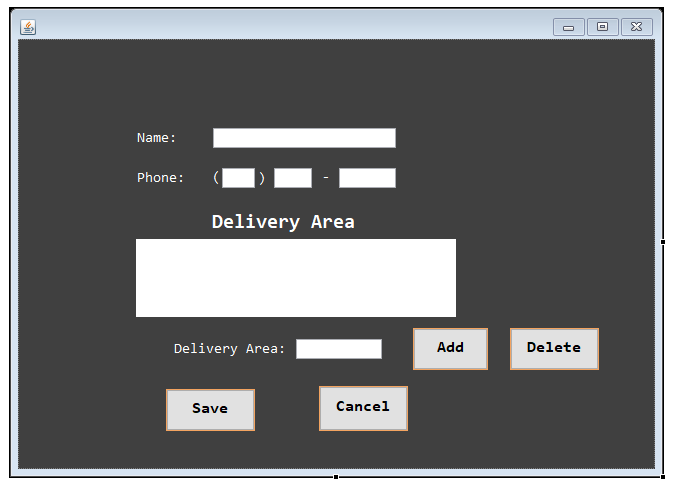 Name:
Phone: ( ) -
Delivery Area
Delivery Area: Add Delete
Save Cancel